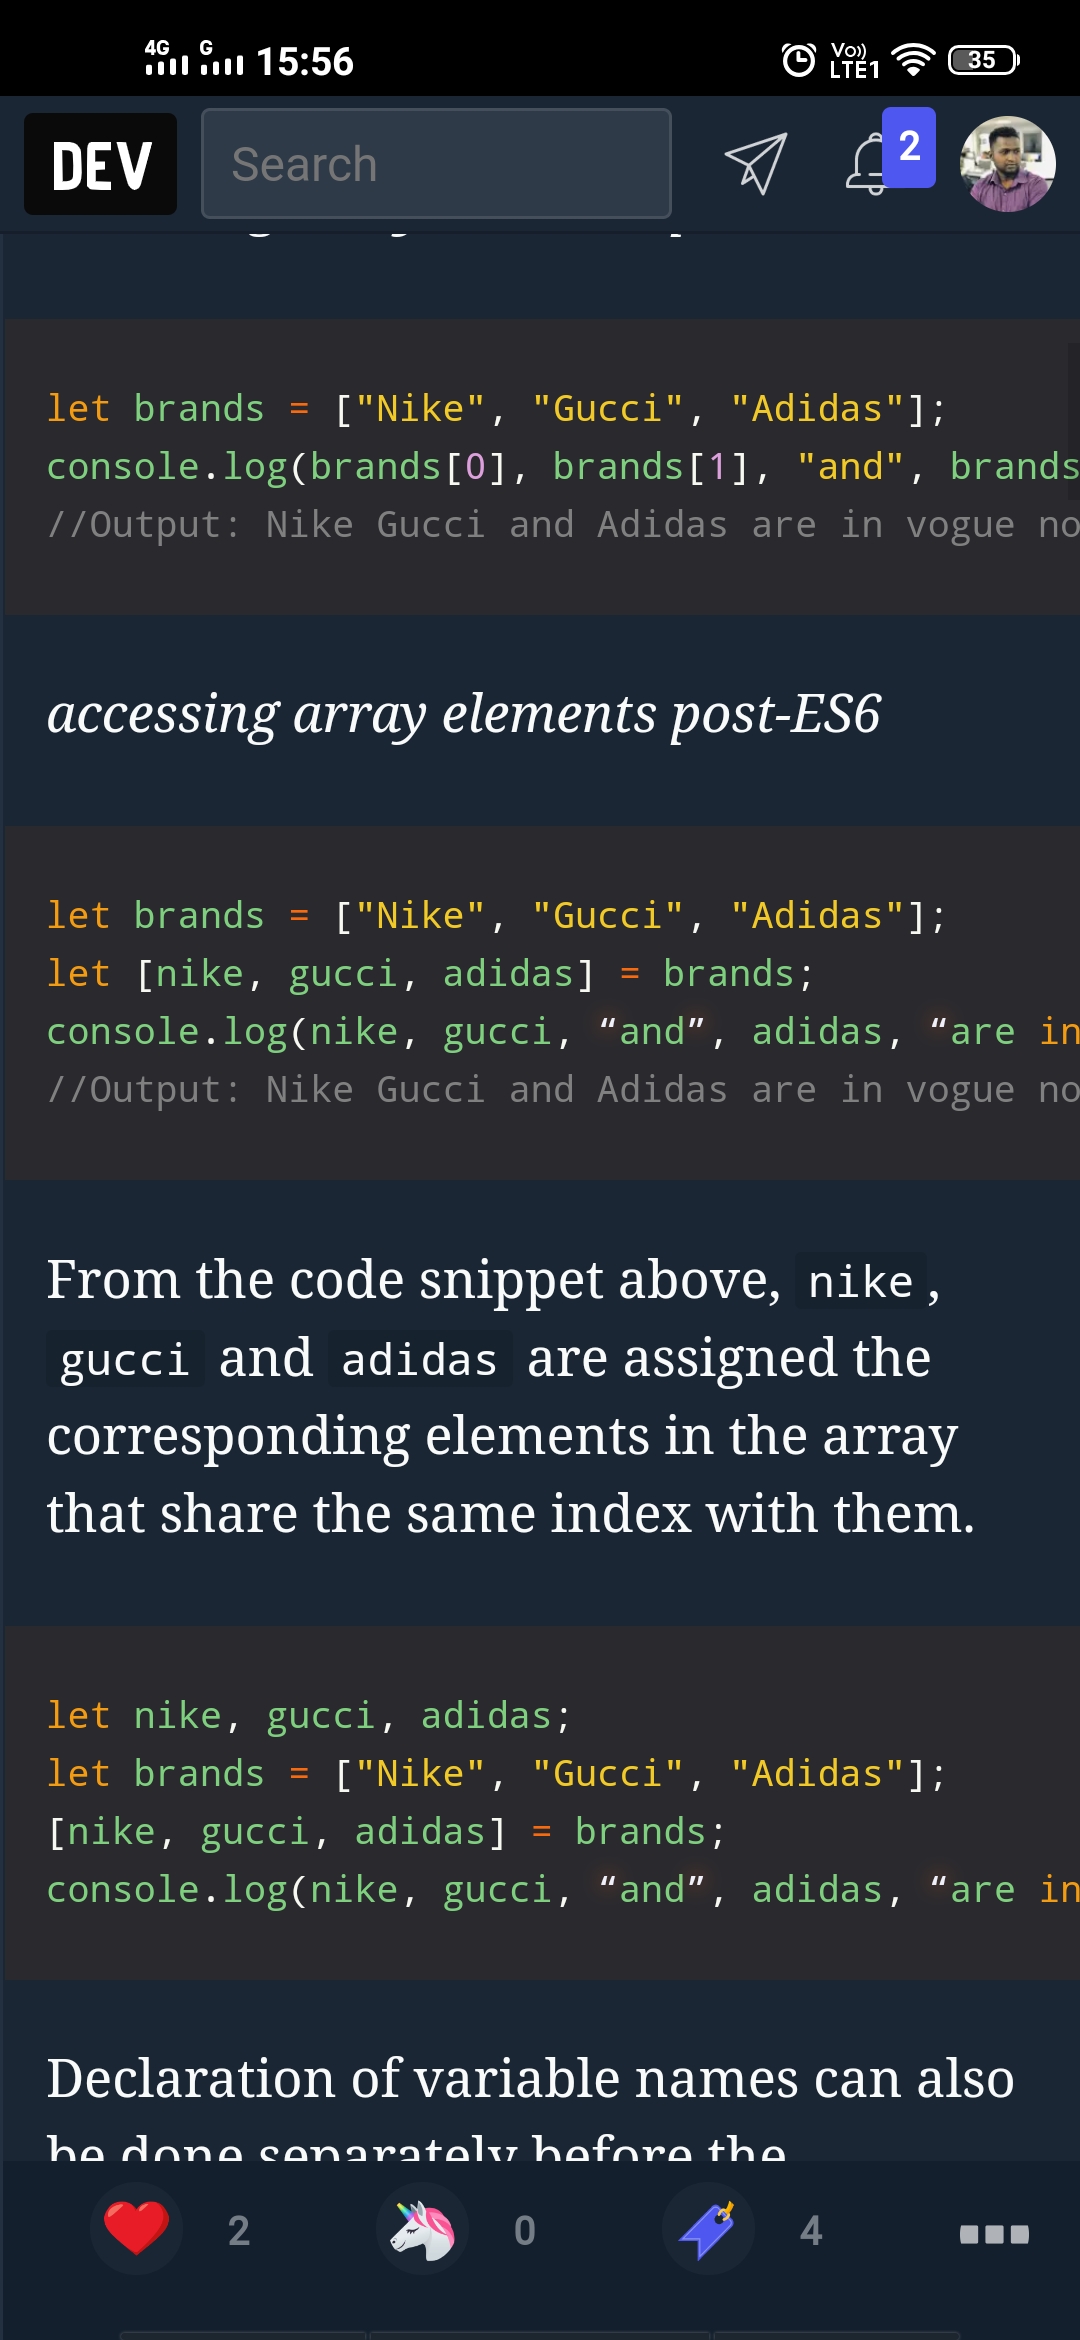 4G G 15:56 Vo)) LTE1 35
DEV Search 2
let brands = ["Nike", "Gucci", "Adidas"];
console.log(brands[0], brands[1], "and", brands
//Output: Nike Gucci and Adidas are in vogue no
accessing array elements post-ES6
let brands = ["Nike", "Gucci", "Adidas"];
let [nike, gucci, adidas] = brands;
console.log(nike, gucci, “and”, adidas, “are in
//Output: Nike Gucci and Adidas are in vogue no
From the code snippet above, nike,
gucci and adidas are assigned the
corresponding elements in the array
that share the same index with them.
let nike, gucci, adidas;
let brands = ["Nike", "Gucci", "Adidas"];
[nike, gucci, adidas] = brands;
console.log(nike, gucci, “and”, adidas, “are in
Declaration of variable names can also
be done separately before the
2 0 4